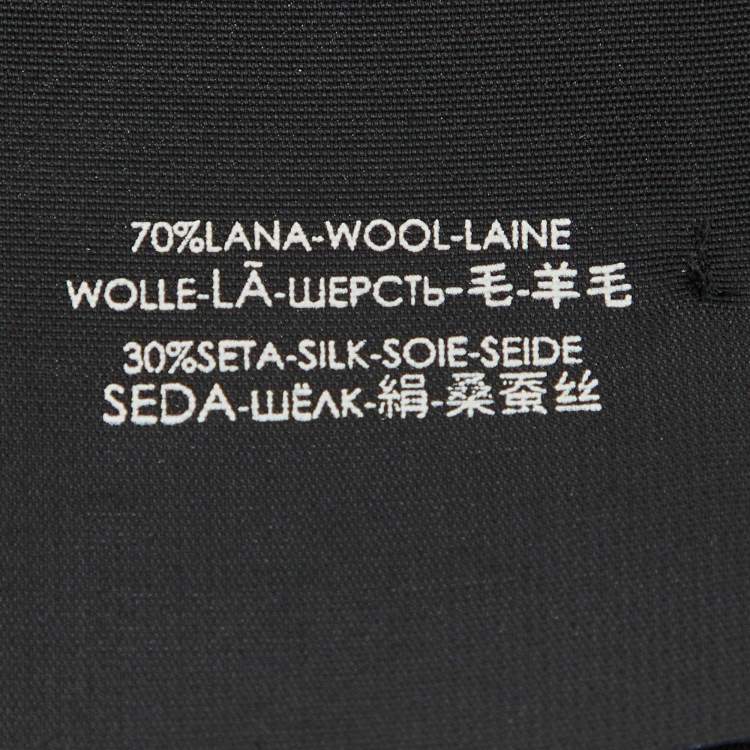 70%LANA-WOOL-LAINE
WOLLE-LĀ-ШЕРСТЬ-毛-羊毛
30%SETA-SILK-SOIE-SEIDE
SEDA-ШЁЛК-絹-桑蚕丝